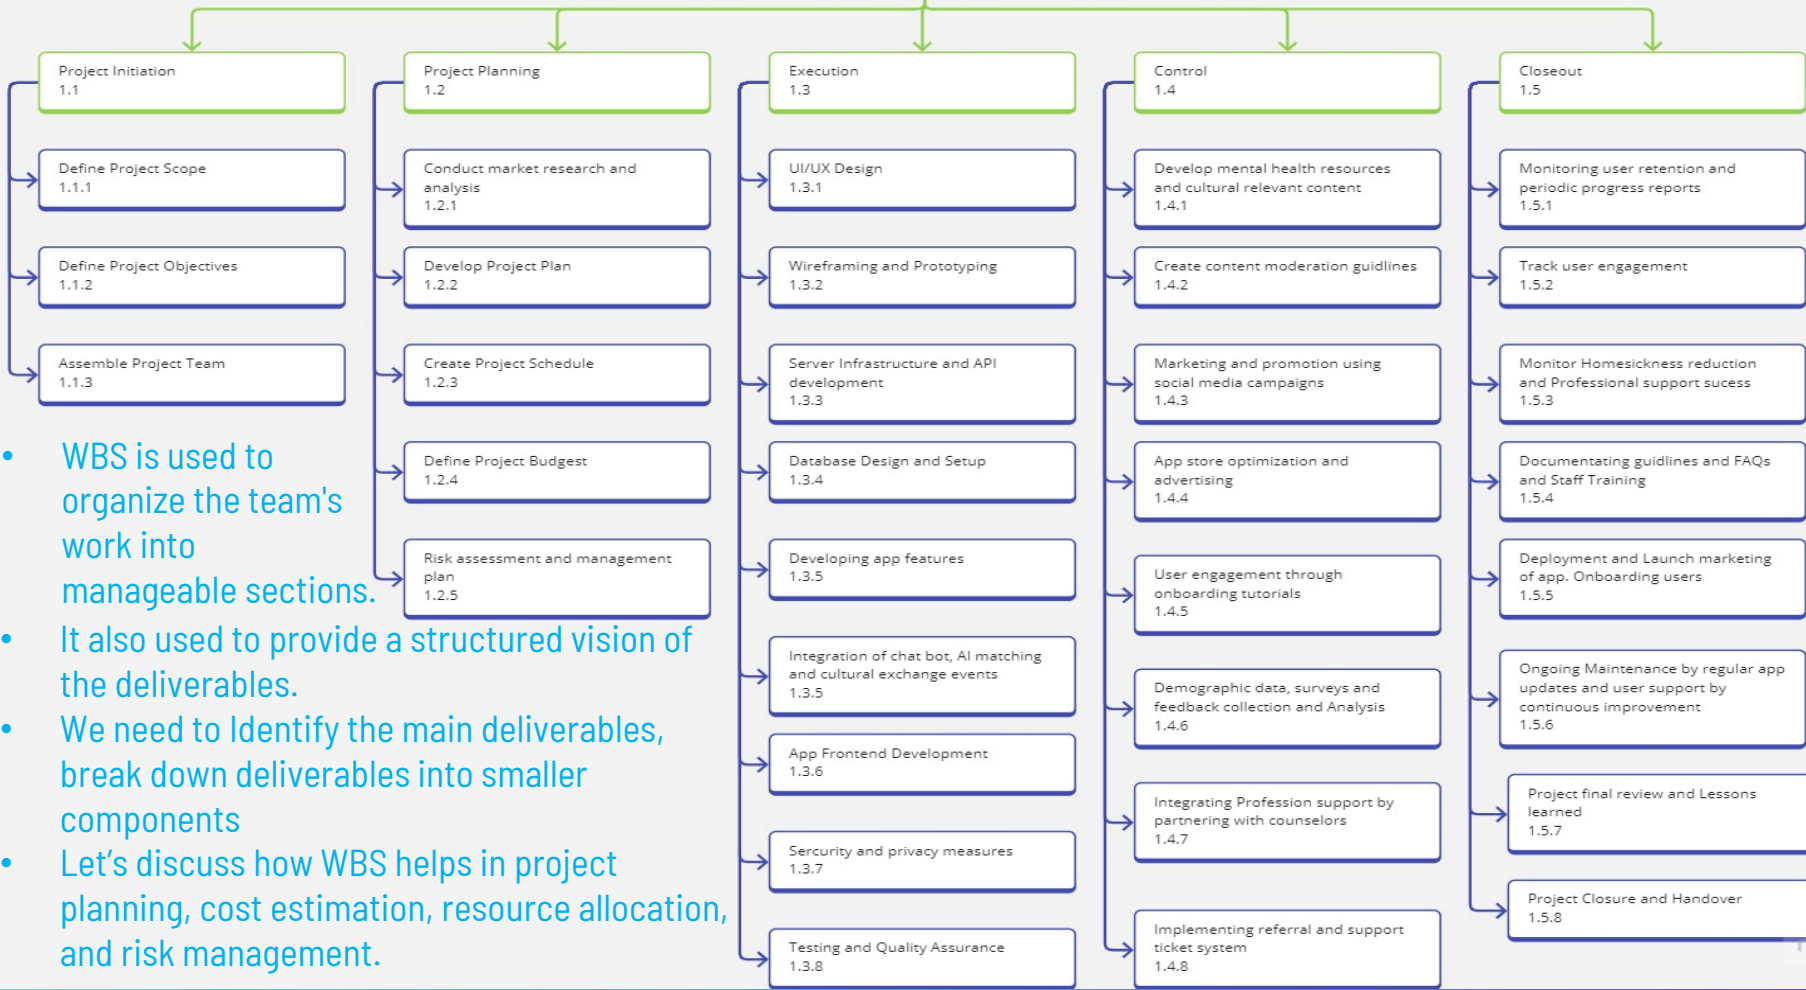 Project Initiation
1.1
Define Project Scope
1.1.1
Define Project Objectives
1.1.2
Assemble Project Team
1.1.3
Project Planning
1.2
Conduct market research and
analysis
1.2.1
Develop Project Plan
1.2.2
Create Project Schedule
1.2.3
Define Project Budgest
1.2.4
Risk assessment and management
plan
1.2.5
Execution
1.3
UI/UX Design
1.3.1
Wireframing and Prototyping
1.3.2
Server Infrastructure and API
development
1.3.3
Database Design and Setup
1.3.4
Developing app features
1.3.5
Integration of chat bot, AI matching
and cultural exchange events
1.3.5
App Frontend Development
1.3.6
Sercurity and privacy measures
1.3.7
Testing and Quality Assurance
1.3.8
Control
1.4
Develop mental health resources
and cultural relevant content
1.4.1
Create content moderation guidlines
1.4.2
Marketing and promotion using
social media campaigns
1.4.3
App store optimization and
advertising
1.4.4
User engagement through
onboarding tutorials
1.4.5
Demographic data, surveys and
feedback collection and Analysis
1.4.6
Integrating Profession support by
partnering with counselors
1.4.7
Implementing referral and support
ticket system
1.4.8
Closeout
1.5
Monitoring user retention and
periodic progress reports
1.5.1
Track user engagement
1.5.2
Monitor Homesickness reduction
and Professional support sucess
1.5.3
Documentating guidlines and FAQs
and Staff Training
1.5.4
Deployment and Launch marketing
of app. Onboarding users
1.5.5
Ongoing Maintenance by regular app
updates and user support by
continuous improvement
1.5.6
Project final review and Lessons
learned
1.5.7
Project Closure and Handover
1.5.8
• WBS is used to
organize the team's
work into
manageable sections.
• It also used to provide a structured vision of
the deliverables.
• We need to Identify the main deliverables,
break down deliverables into smaller
components
• Let’s discuss how WBS helps in project
planning, cost estimation, resource allocation,
and risk management.